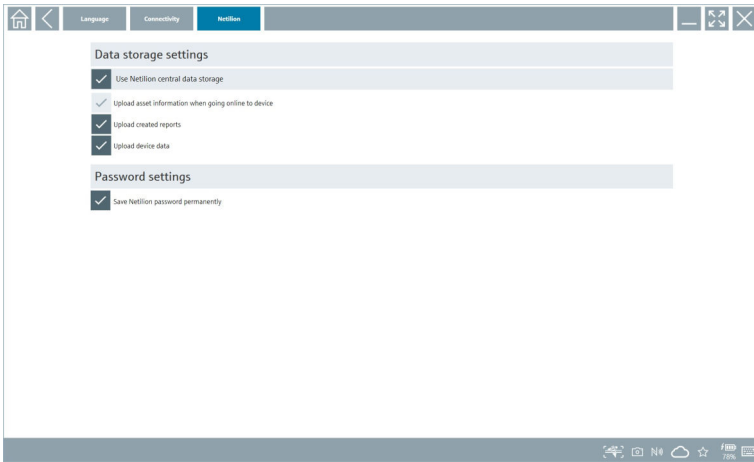 Language
Connectivity
Netilion
Data storage settings
Use Netilion central data storage
Upload asset information when going online to device
Upload created reports
Upload device data
Password settings
Save Netilion password permanently
78%